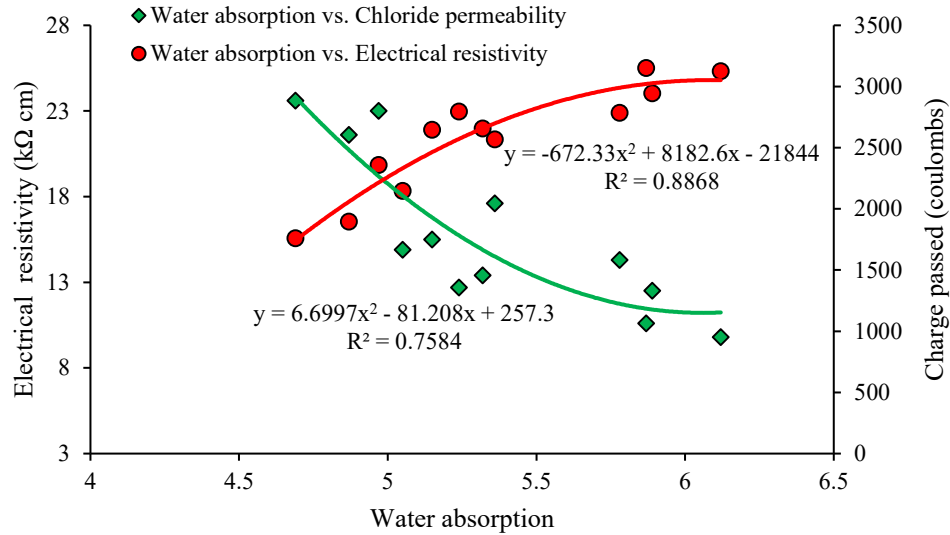 Water absorption vs. Chloride permeability
Water absorption vs. Electrical resistivity
Electrical resistivity (kΩ cm)
28
23
18
13
8
3
3500
3000
2500
2000
1500
1000
500
0
Charge passed (coulombs)
y = -672.33x² + 8182.6x - 21844
R² = 0.8868
y = 6.6997x² - 81.208x + 257.3
R² = 0.7584
4
4.5
5
5.5
6
6.5
Water absorption